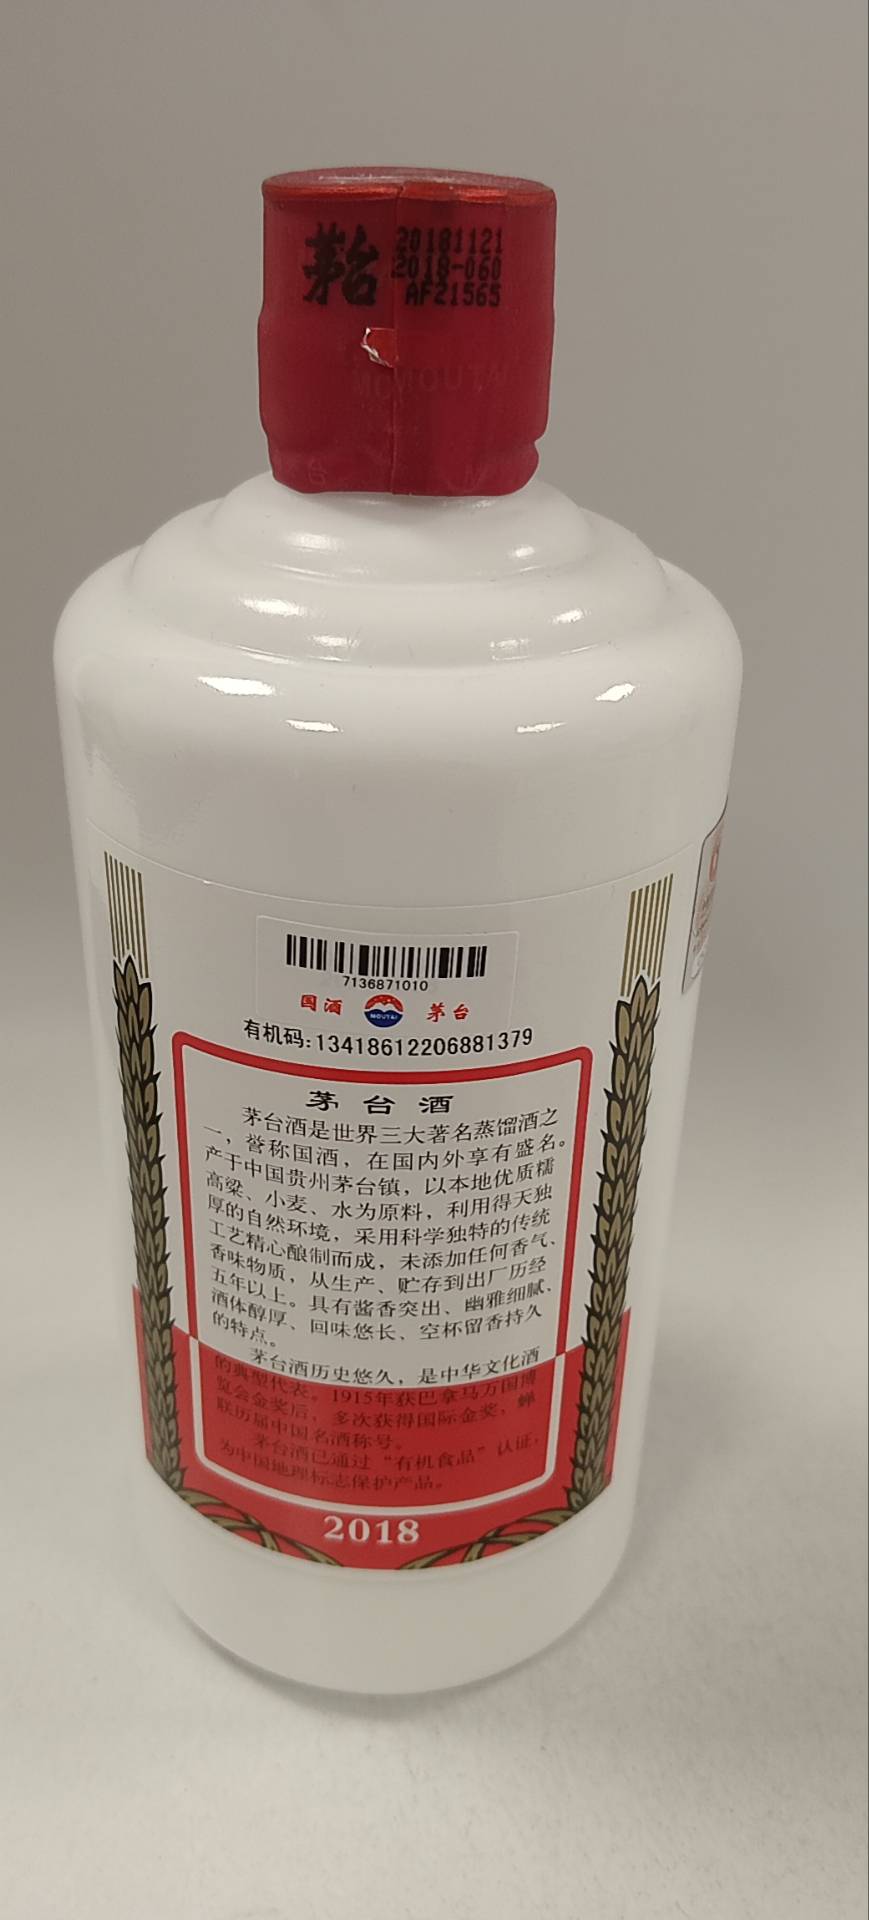 茅台
20181121
2018-060
AF21565
MOUTAI
7136871010
国酒 MOUTAI 茅台
有机码:13418612206881379
茅台酒
茅台酒是世界三大著名蒸馏酒之
一，誉称国酒，在国内外享有盛名。
产于中国贵州茅台镇，以本地优质糯
高粱、小麦、水为原料，利用得天独
厚的自然环境，采用科学独特的传统
工艺精心酿制而成，未添加任何香气、
香味物质，从生产、贮存到出厂历经
五年以上。具有酱香突出、幽雅细腻、
酒体醇厚、回味悠长、空杯留香持久
的特点。
茅台酒历史悠久，是中华文化酒
的典型代表。1915年获巴拿马万国博
览会金奖后，多次获得国际金奖，蝉
联历届中国名酒称号。
茅台酒已通过“有机食品”认证，
为中国地理标志保护产品。
2018